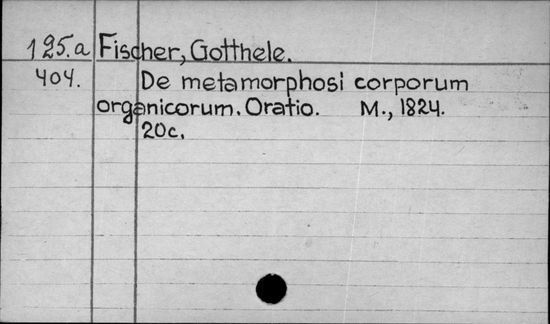 125.a Fischer, Gotthele.
404. De metamorphosi corporum
organicorum. Oratio. M., 1824.
20c.